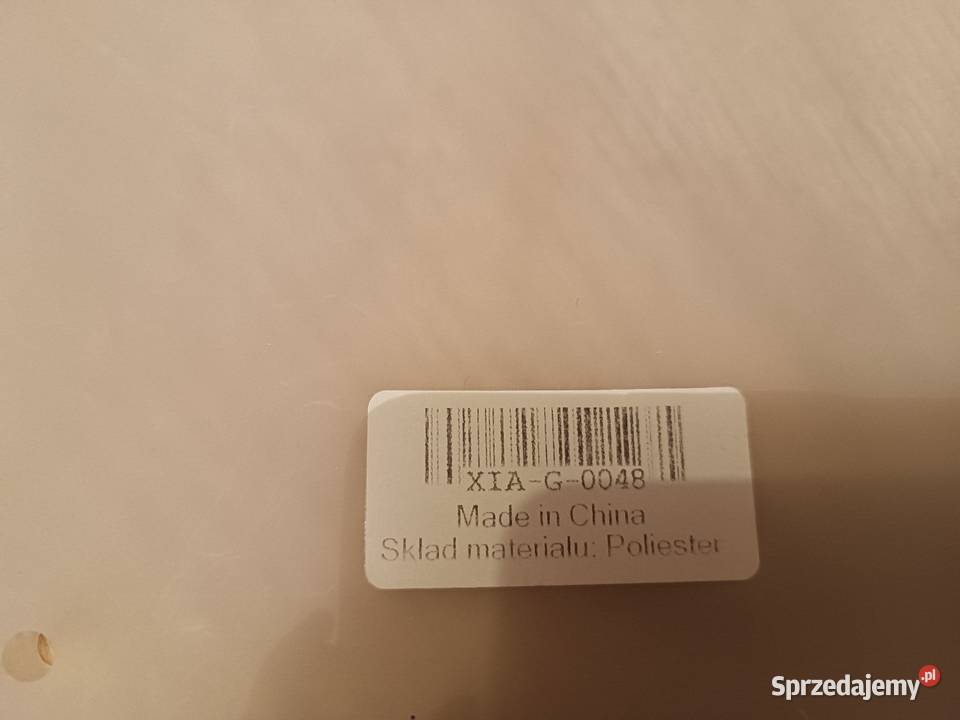 XIA-G-0048
Made in China
Skład materiału: Poliester
Sprzedajemy.pl